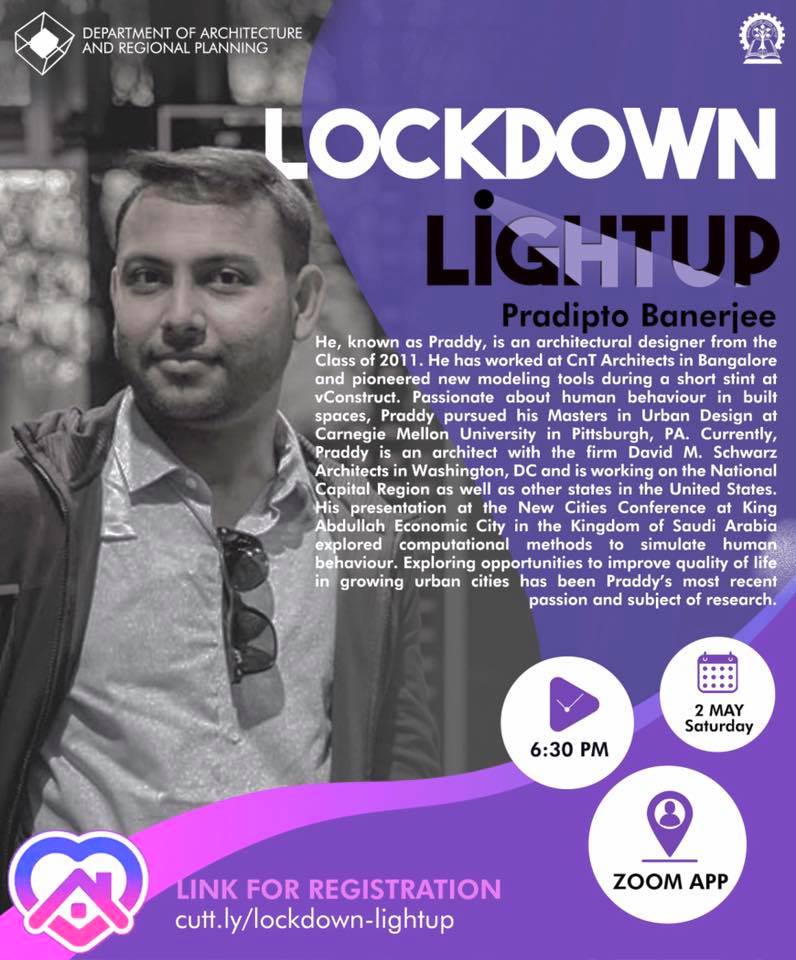 DEPARTMENT OF ARCHITECTURE
AND REGIONAL PLANNING
LOCKDOWN
LIGHTUP
Pradipto Banerjee
He, known as Praddy, is an architectural designer from the
Class of 2011. He has worked at CnT Architects in Bangalore
and pioneered new modeling tools during a short stint at
vConstruct. Passionate about human behaviour in built
spaces, Praddy pursued his Masters in Urban Design at
Carnegie Mellon University in Pittsburgh, PA. Currently,
Praddy is an architect with the firm David M. Schwarz
Architects in Washington, DC and is working on the National
Capital Region as well as other states in the United States.
His presentation at the New Cities Conference at King
Abdullah Economic City in the Kingdom of Saudi Arabia
explored computational methods to simulate human
behaviour. Exploring opportunities to improve quality of life
in growing urban cities has been Praddy's most recent
passion and subject of research.
6:30 PM
2 MAY
Saturday
ZOOM APP
LINK FOR REGISTRATION
cutt.ly/lockdown-lightup